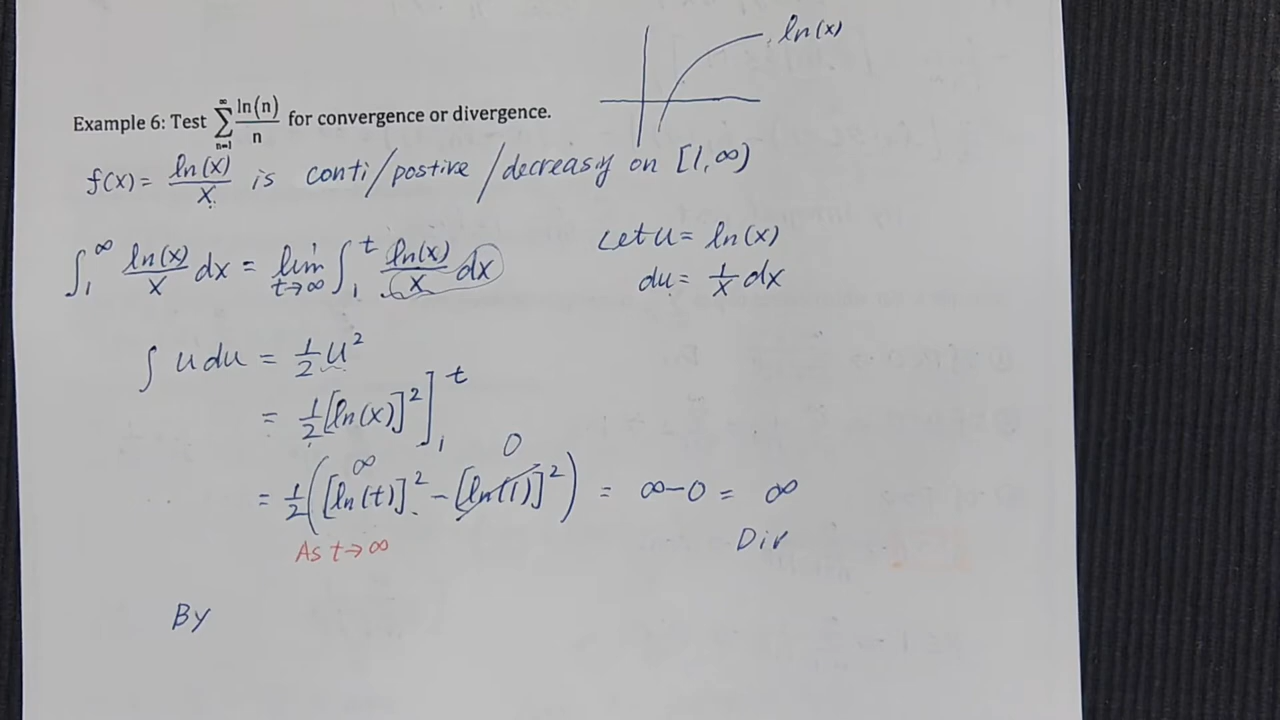 ln(x)
Example 6: Test ∑_{n=1}^{∞} ln(n)/n for convergence or divergence.
f(x) = ln(x)/x is conti/postive/decreasy on [1,∞)
∫_1^∞ ln(x)/x dx = lim_{t→∞} ∫_1^t ln(x)/x dx
Let u = ln(x)
du = 1/x dx
∫ u du = 1/2 u^2
= 1/2 [ln(x)]^2 ]_1^t
= 1/2 ( [ln(t)]^2 - [ln(1)]^2 ) = ∞ - 0 = ∞
∞ 0
As t→∞
Div
By